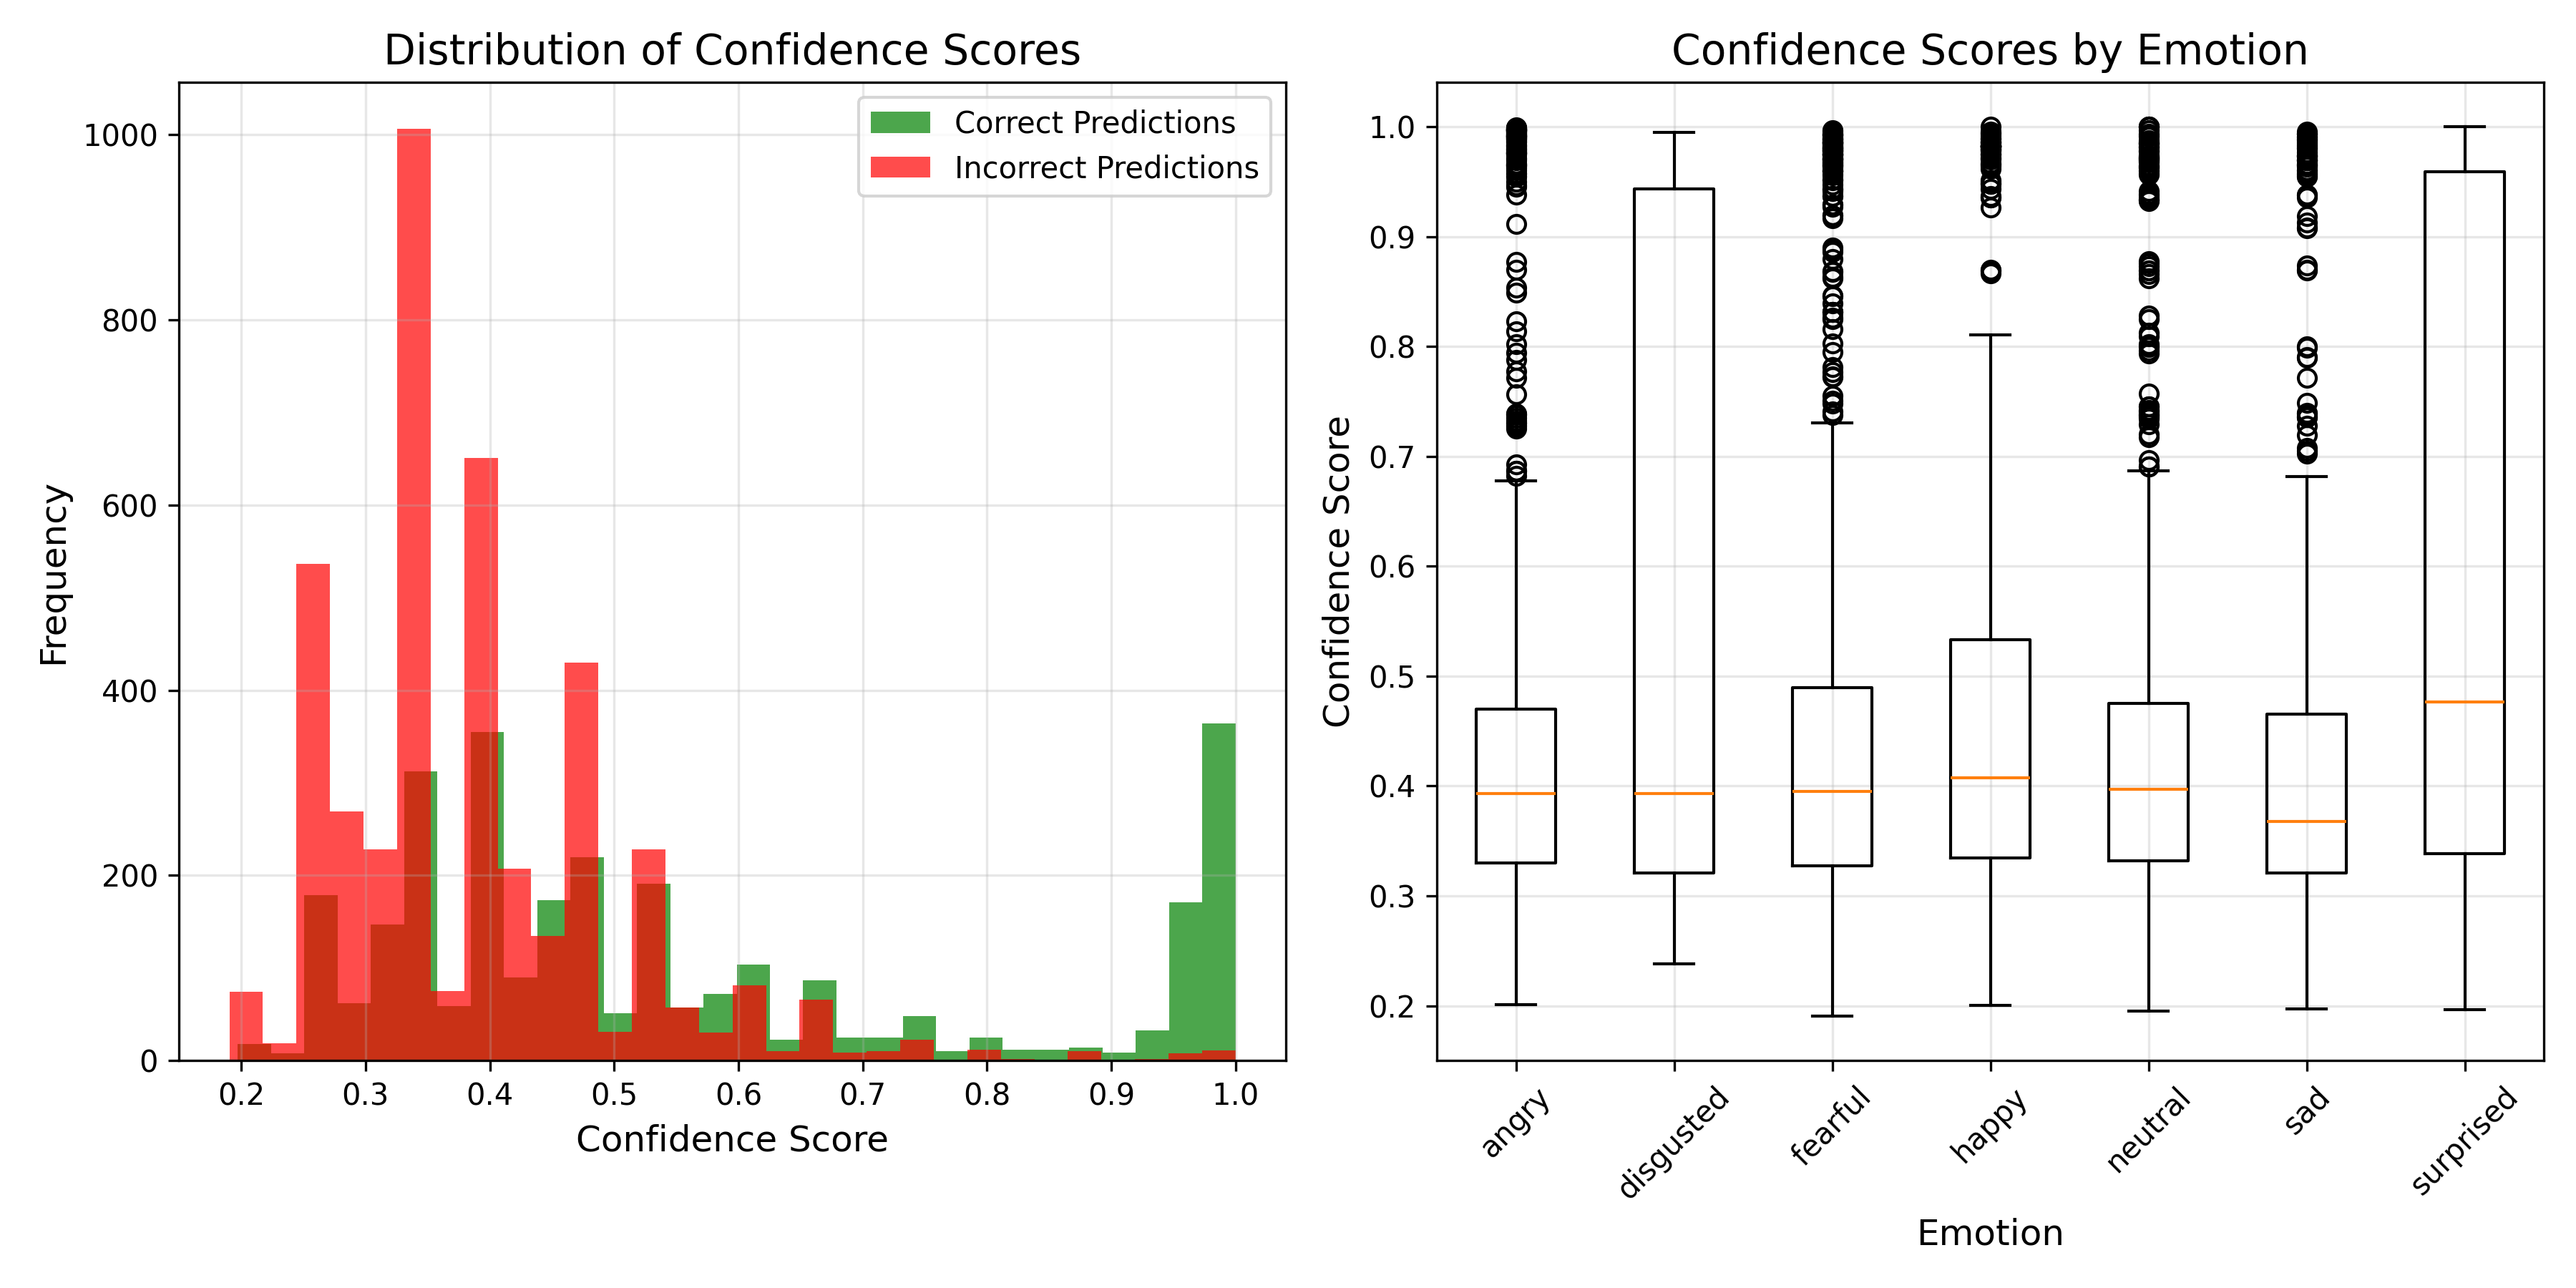 Distribution of Confidence Scores
Correct Predictions
Incorrect Predictions
Frequency
1000
800
600
400
200
0
0.2 0.3 0.4 0.5 0.6 0.7 0.8 0.9 1.0
Confidence Score
Confidence Scores by Emotion
Confidence Score
1.0
0.9
0.8
0.7
0.6
0.5
0.4
0.3
0.2
angry disgusted fearful happy neutral sad surprised
Emotion